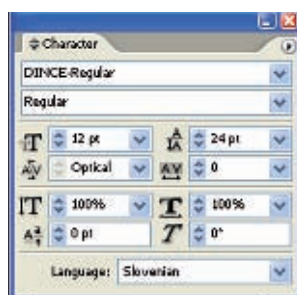 Character
DINCE-Regular
Regular
12 pt 24 pt
Optical 0
100% 100%
0 pt 0°
Language: Slovenian